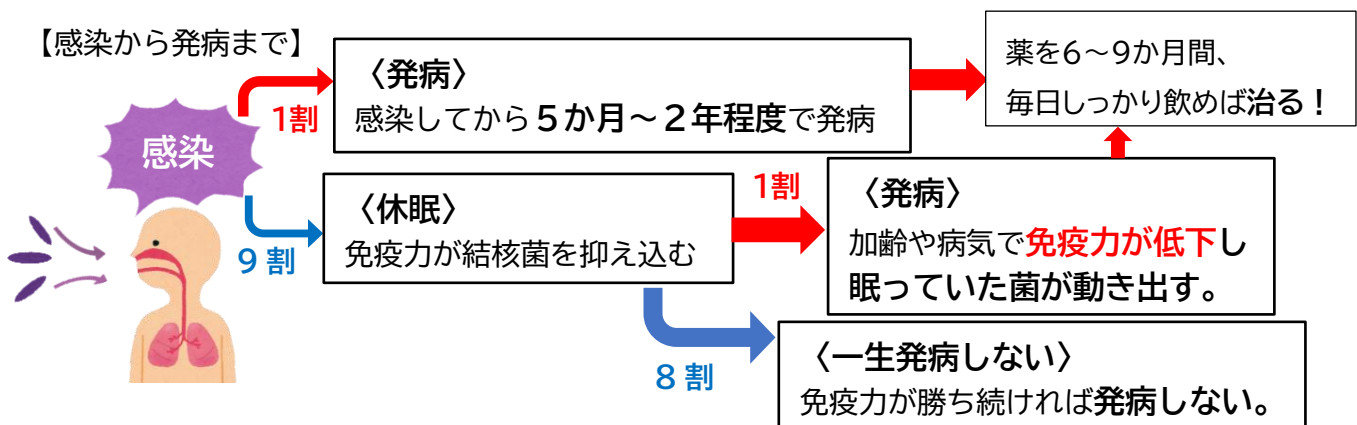 【感染から発病まで】
感染
1割
〈発病〉
感染してから5か月~2年程度で発病
薬を6~9か月間、
毎日しっかり飲めば治る!
9割
〈休眠〉
免疫力が結核菌を抑え込む
1割
〈発病〉
加齢や病気で免疫力が低下し
眠っていた菌が動き出す。
8割
〈一生発病しない〉
免疫力が勝ち続ければ発病しない。